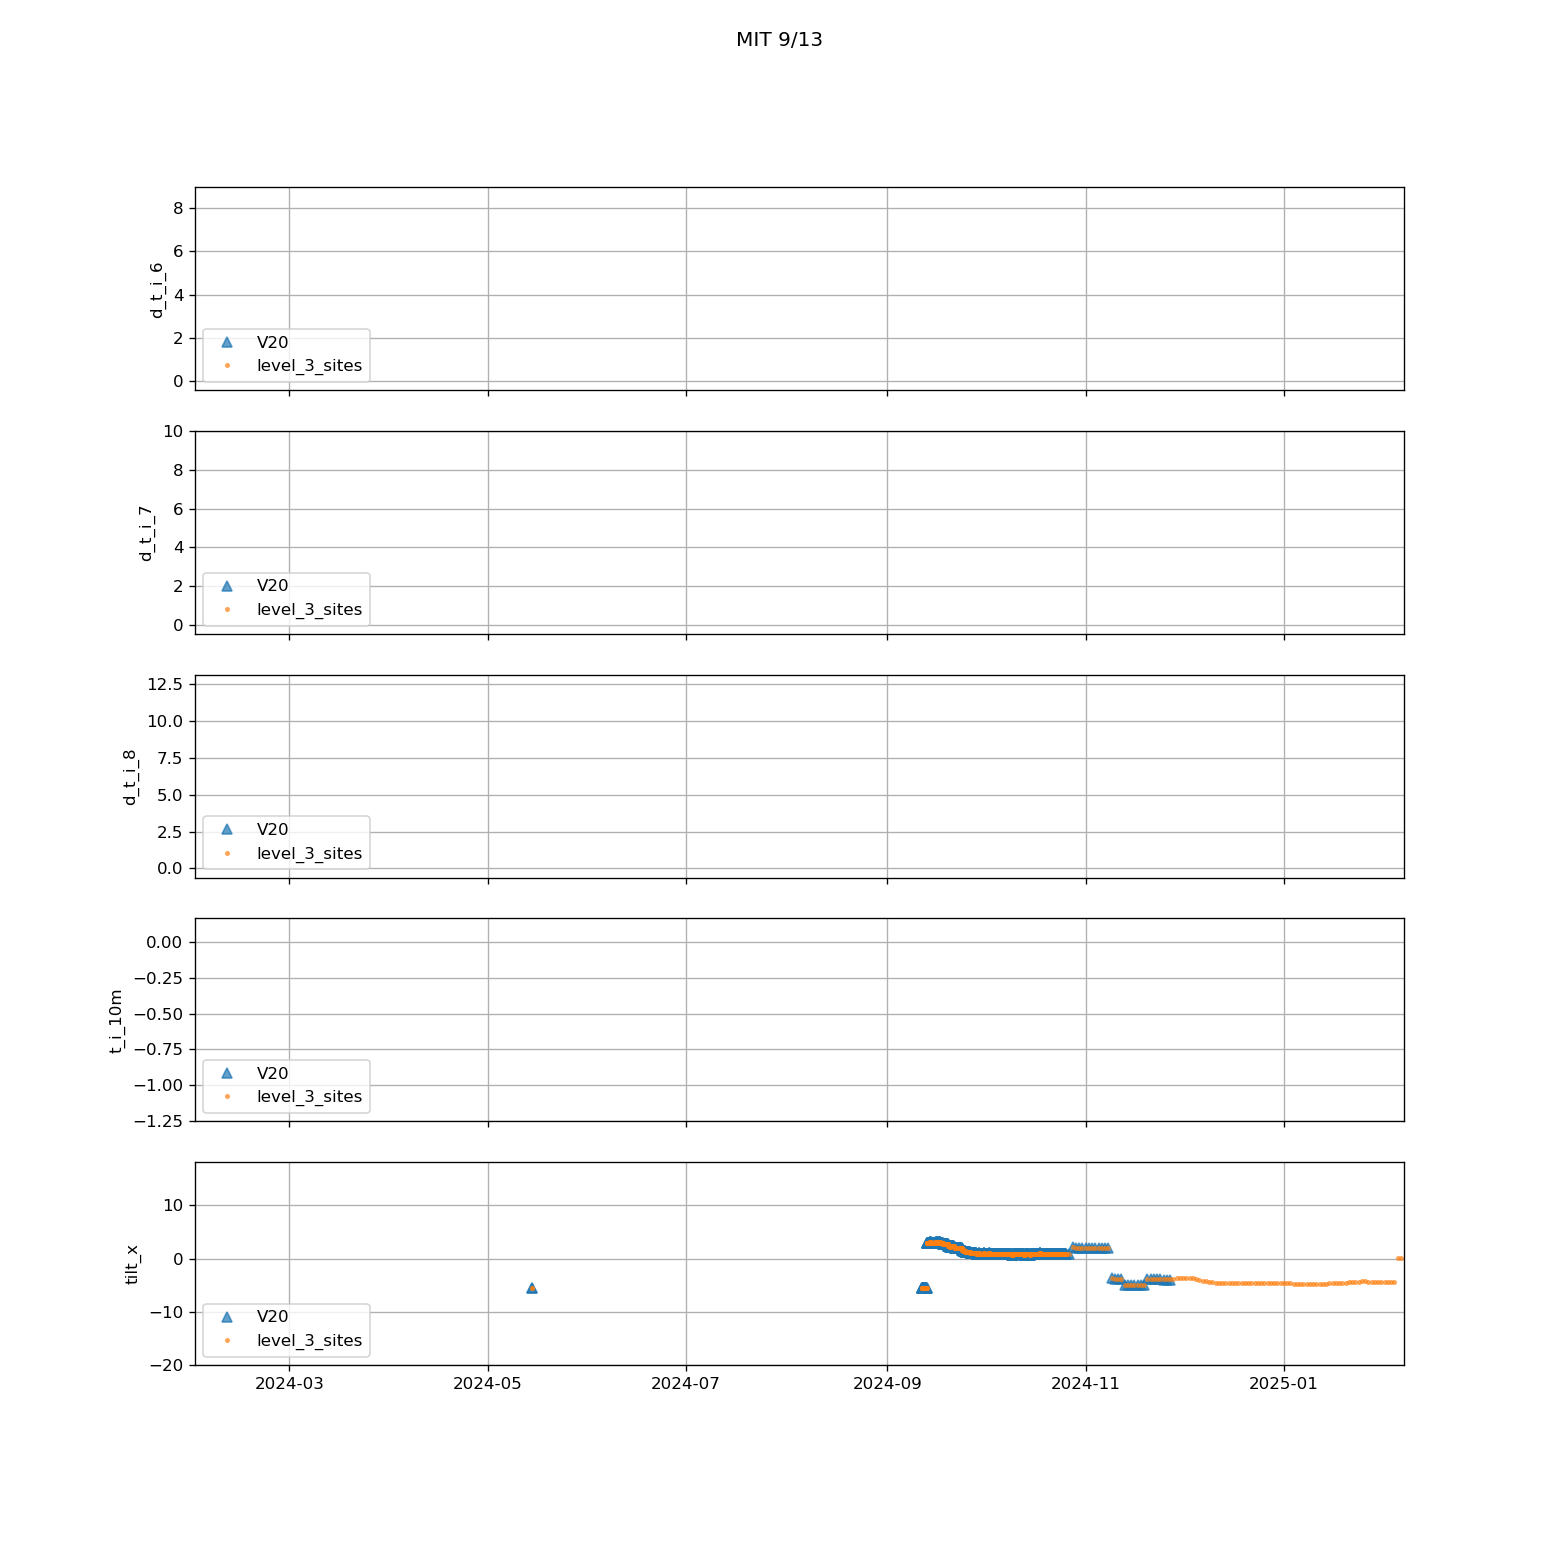 MIT 9/13
d_t_i_6
8
6
4
2
0
V20
level_3_sites
d_t_i_7
10
8
6
4
2
0
V20
level_3_sites
d_t_i_8
12.5
10.0
7.5
5.0
2.5
0.0
V20
level_3_sites
t_i_10m
0.00
−0.25
−0.50
−0.75
−1.00
−1.25
V20
level_3_sites
tilt_x
10
0
−10
−20
V20
level_3_sites
2024-03 2024-05 2024-07 2024-09 2024-11 2025-01